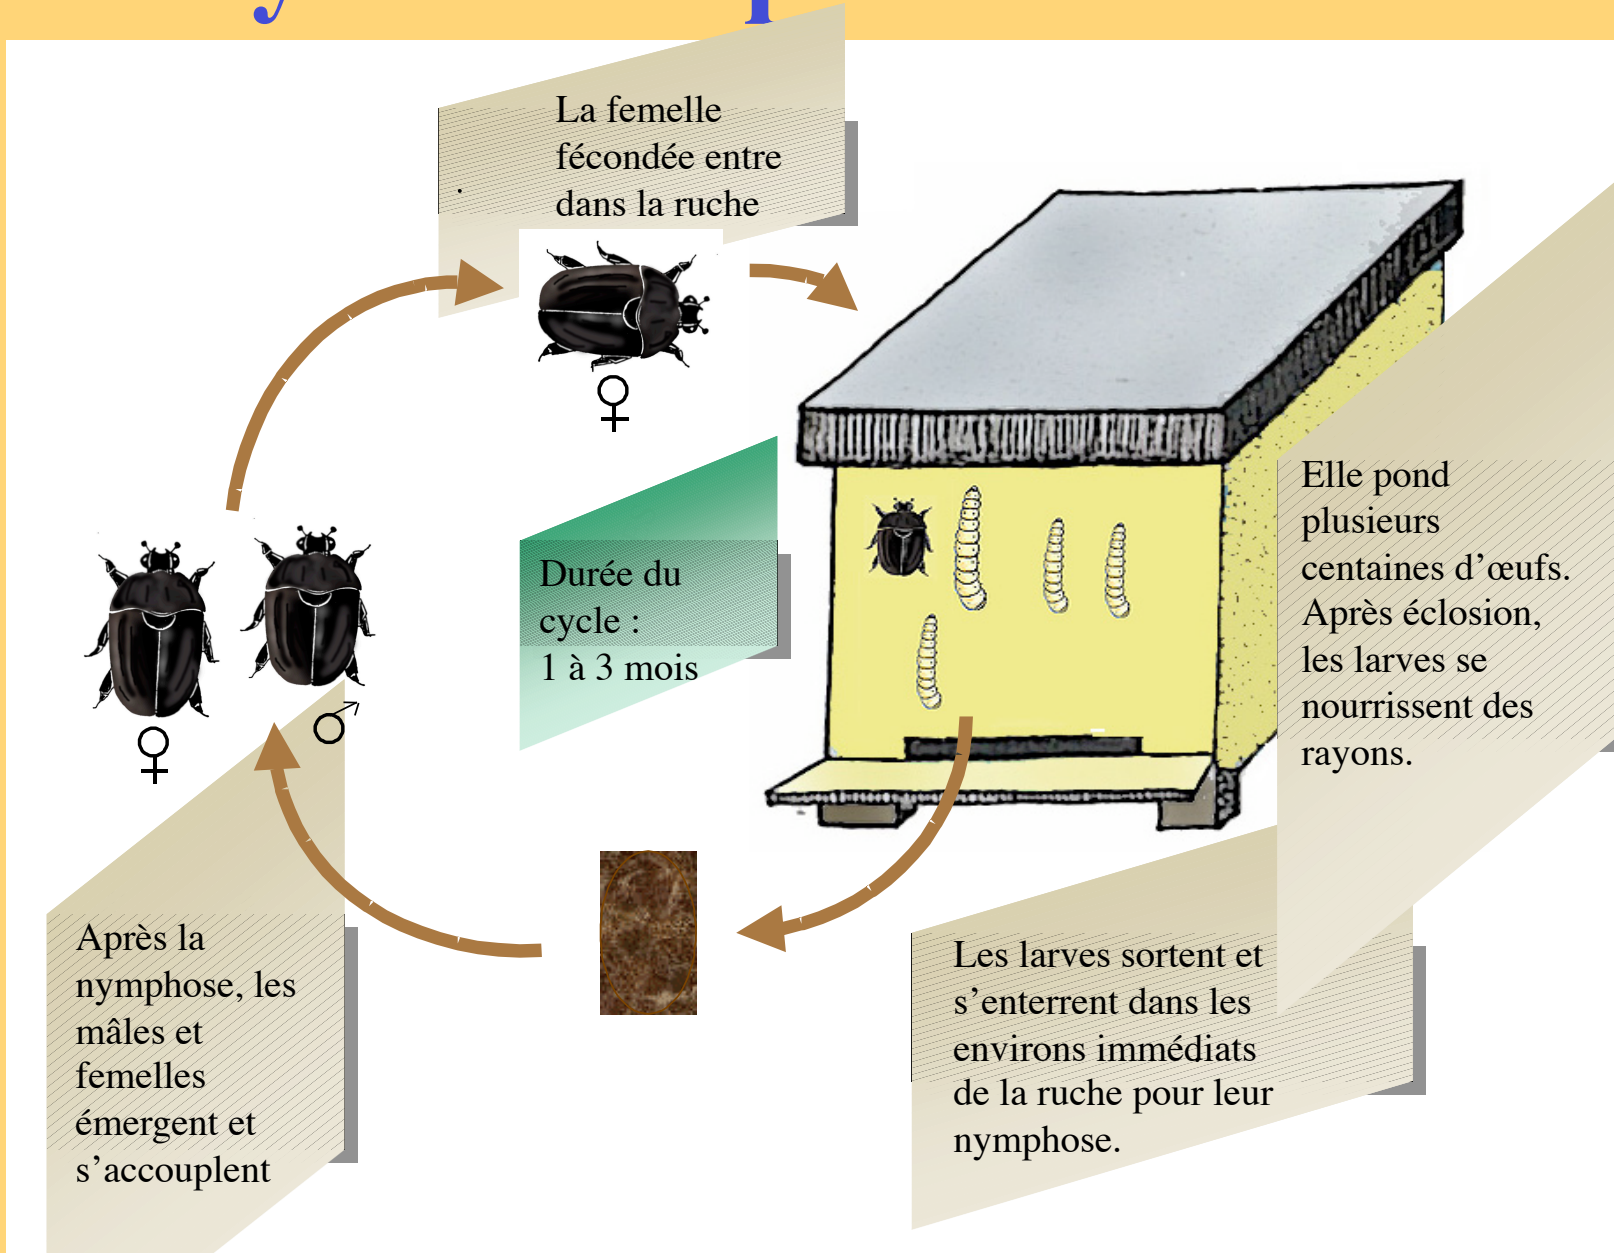 La femelle
fécondée entre
dans la ruche
.
Durée du
cycle :
1 à 3 mois
Elle pond
plusieurs
centaines d’œufs.
Après éclosion,
les larves se
nourrissent des
rayons.
Les larves sortent et
s’enterrent dans les
environs immédiats
de la ruche pour leur
nymphose.
Après la
nymphose, les
mâles et
femelles
émergent et
s’accouplent